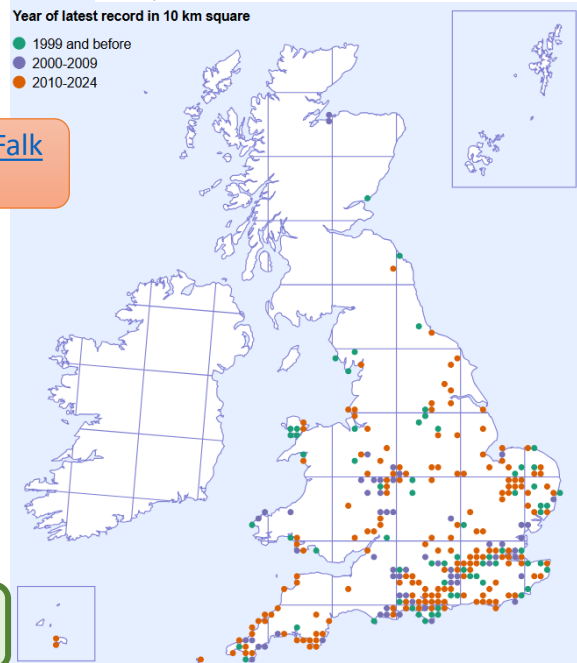 Year of latest record in 10 km square
1999 and before
2000-2009
2010-2024
Falk